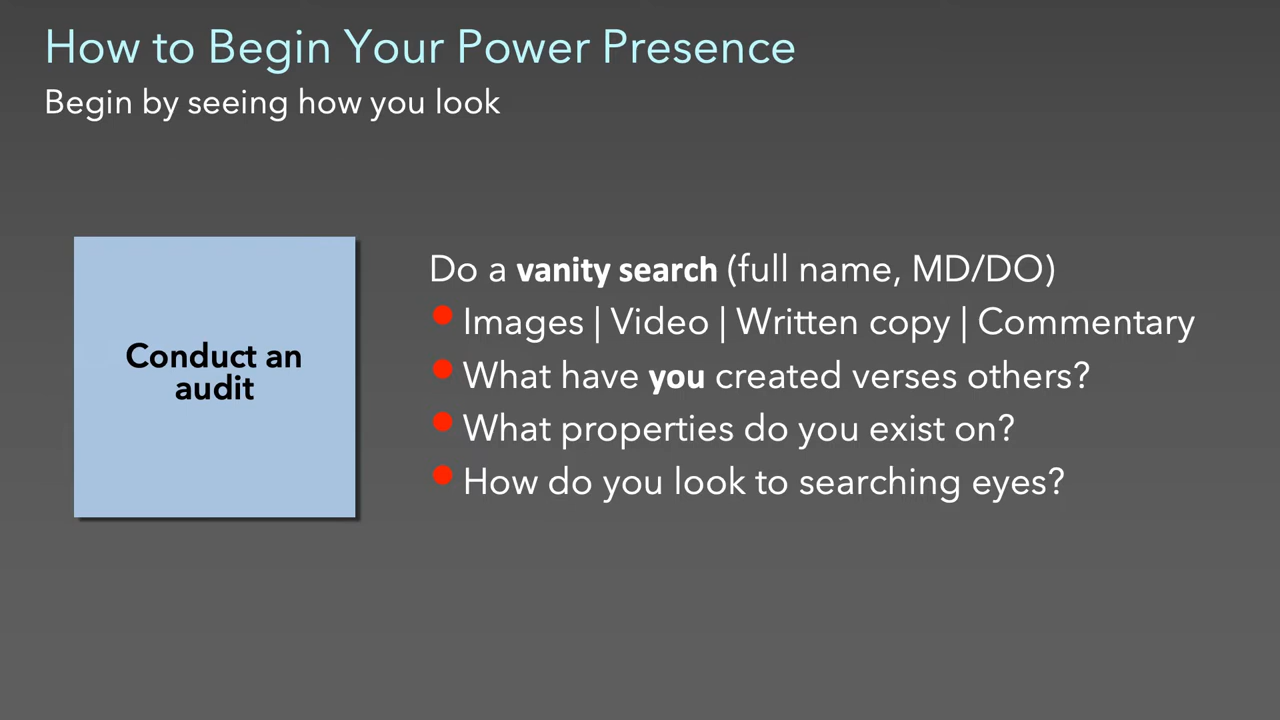 How to Begin Your Power Presence
Begin by seeing how you look
Conduct an
audit
Do a vanity search (full name, MD/DO)
Images | Video | Written copy | Commentary
What have you created verses others?
What properties do you exist on?
How do you look to searching eyes?